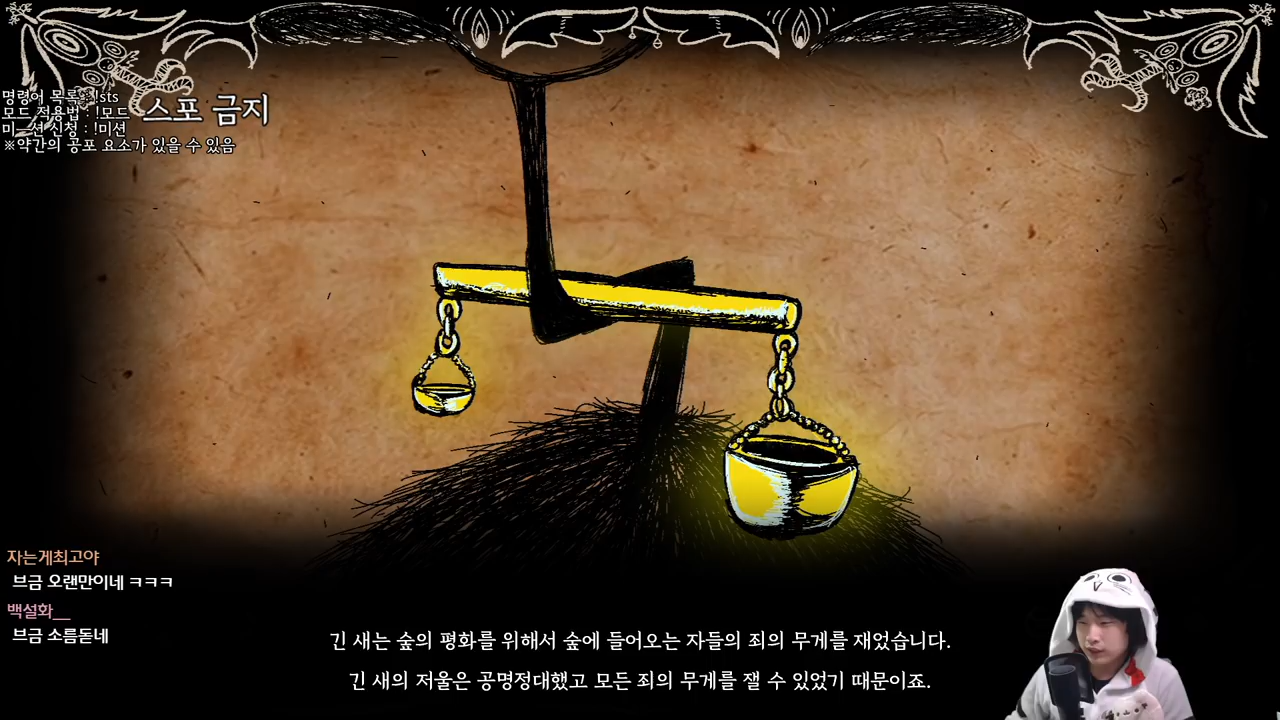 명령어 목록 : !sts
모드 적용법 : !모드
미션 신청 : !미션
※약간의 공포 요소가 있을 수 있음
스포 금지
자는게최고야
브금 오랜만이네 ㅋㅋㅋ
백설화__
브금 소름돋네
긴 새는 숲의 평화를 위해서 숲에 들어오는 자들의 죄의 무게를 재었습니다.
긴 새의 저울은 공명정대했고 모든 죄의 무게를 잴 수 있었기 때문이죠.